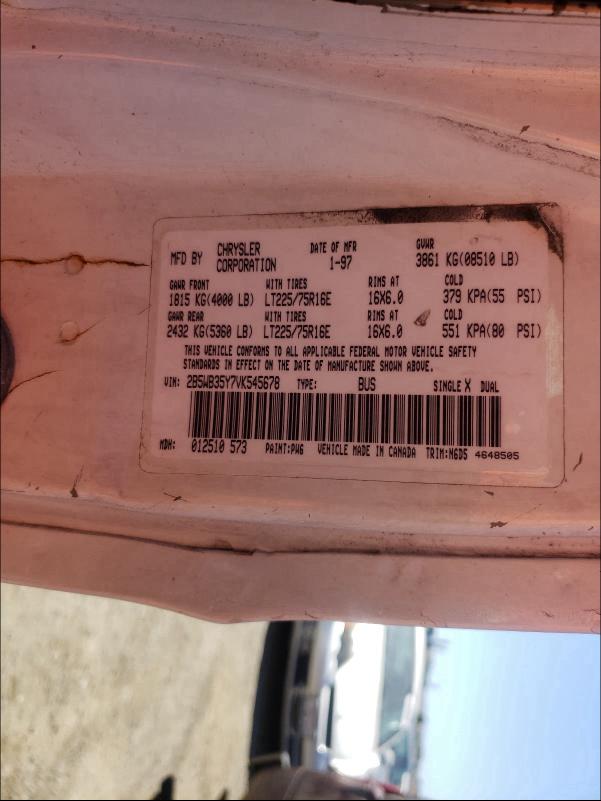 MFD BY CHRYSLER CORPORATION DATE OF MFR 1-97 GVWR 3861 KG(08510 LB)
GAWR FRONT WITH TIRES RIMS AT COLD
1815 KG(4000 LB) LT225/75R16E 16X6.0 379 KPA(55 PSI)
GAWR REAR WITH TIRES RIMS AT COLD
2432 KG(5360 LB) LT225/75R16E 16X6.0 551 KPA(80 PSI)
THIS VEHICLE CONFORMS TO ALL APPLICABLE FEDERAL MOTOR VEHICLE SAFETY
STANDARDS IN EFFECT ON THE DATE OF MANUFACTURE SHOWN ABOVE.
VIN: 2B5WB35Y7VK545678 TYPE: BUS SINGLE X DUAL
MDH: 012510 573 PAINT:PW6 VEHICLE MADE IN CANADA TRIM:N6D5 4648505